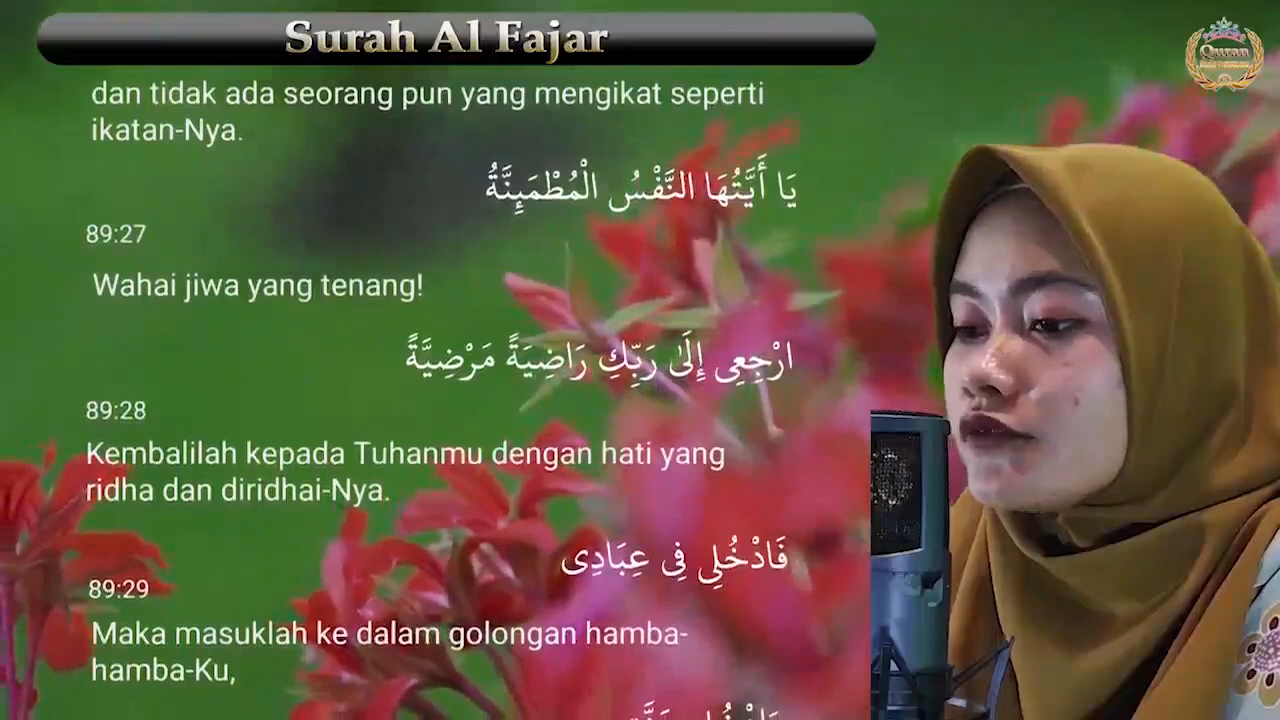 Surah Al Fajar
Quran
dan tidak ada seorang pun yang mengikat seperti
ikatan-Nya.
يَا أَيَّتُهَا النَّفْسُ الْمُطْمَئِنَّةُ
89:27
Wahai jiwa yang tenang!
ارْجِعِى إِلَىٰ رَبِّكِ رَاضِيَةً مَرْضِيَّةً
89:28
Kembalilah kepada Tuhanmu dengan hati yang
ridha dan diridhai-Nya.
فَادْخُلِى فِى عِبَادِى
89:29
Maka masuklah ke dalam golongan hamba-
hamba-Ku,